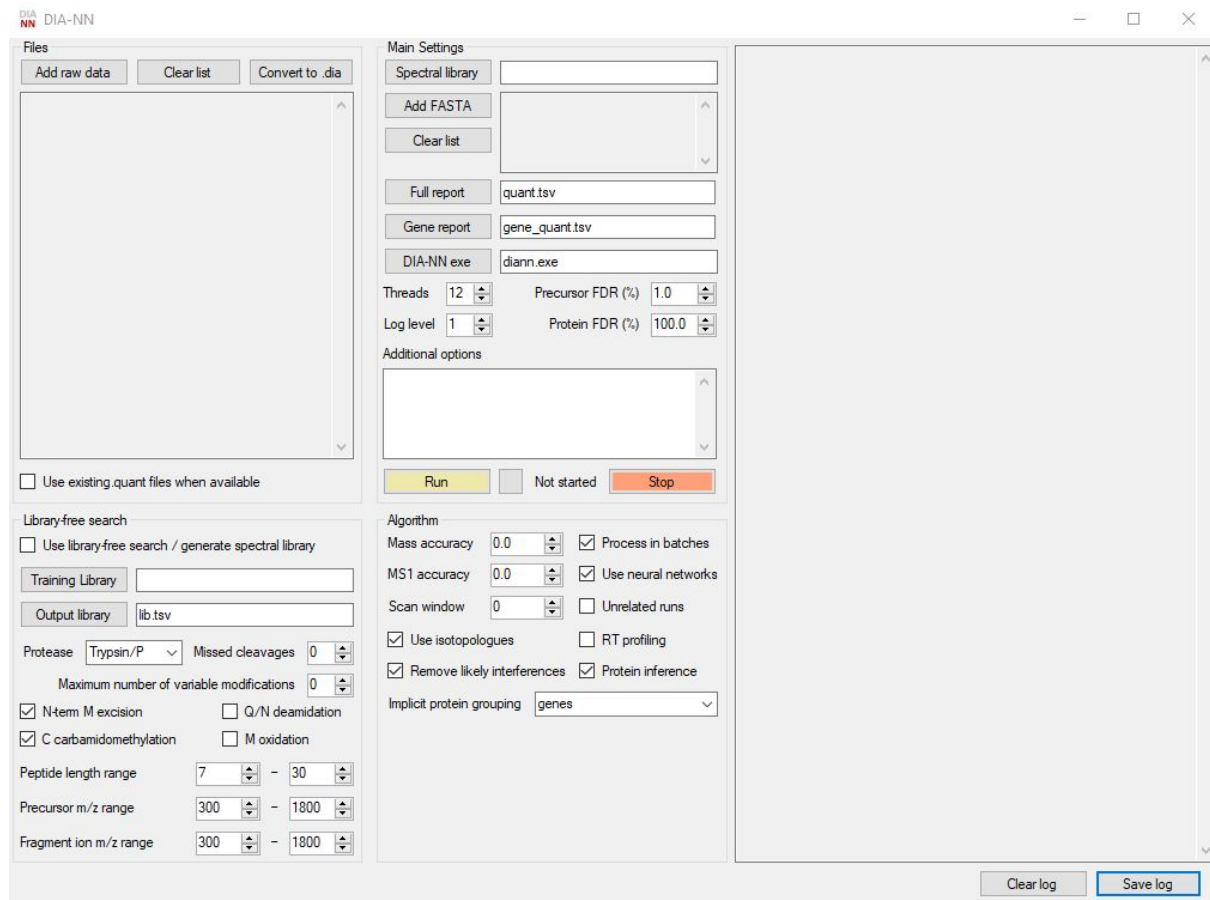 DIA
NN DIA-NN
Files
Add raw data Clear list Convert to .dia
Use existing.quant files when available
Main Settings
Spectral library
Add FASTA
Clear list
Full report quant.tsv
Gene report gene_quant.tsv
DIA-NN exe diann.exe
Threads 12 Precursor FDR (%) 1.0
Log level 1 Protein FDR (%) 100.0
Additional options
Run Not started Stop
Library-free search
Use library-free search / generate spectral library
Training Library
Output library lib.tsv
Protease Trypsin/P Missed cleavages 0
Maximum number of variable modifications 0
N-term M excision Q/N deamidation
C carbamidomethylation M oxidation
Peptide length range 7 - 30
Precursor m/z range 300 - 1800
Fragment ion m/z range 300 - 1800
Algorithm
Mass accuracy 0.0 Process in batches
MS1 accuracy 0.0 Use neural networks
Scan window 0 Unrelated runs
Use isotopologues RT profiling
Remove likely interferences Protein inference
Implicit protein grouping genes
Clear log Save log